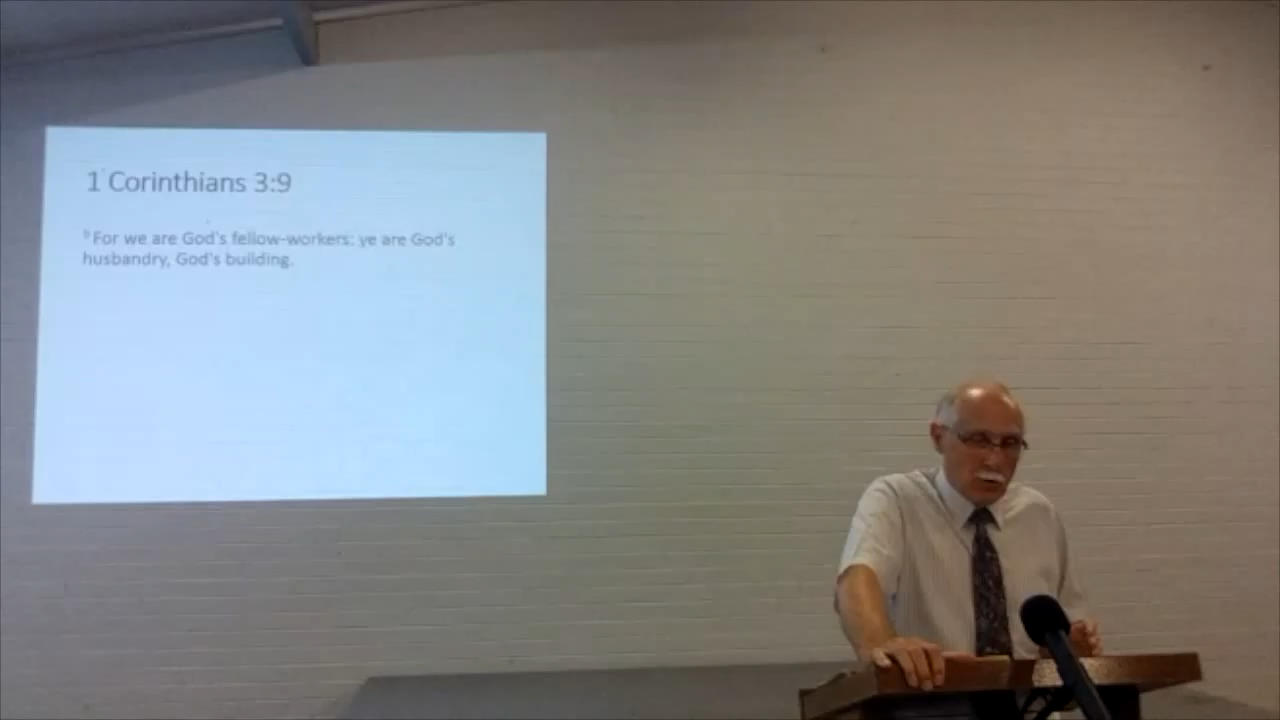 1 Corinthians 3:9
9 For we are God's fellow-workers: ye are God's
husbandry, God's building.